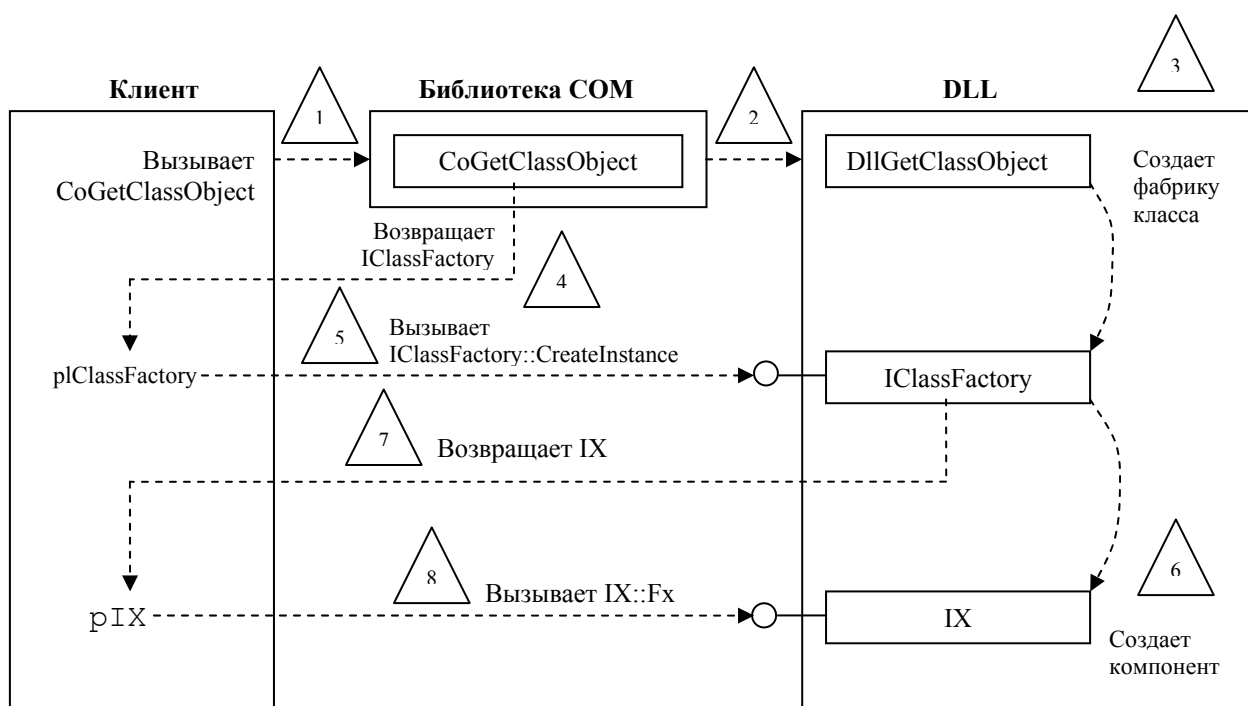 3
Клиент
1
Библиотека COM
2
DLL
Вызывает
CoGetClassObject
CoGetClassObject
DllGetClassObject
Создает
фабрику
класса
Возвращает
IClassFactory
4
5
Вызывает
IClassFactory::CreateInstance
plClassFactory
IClassFactory
7
Возвращает IX
8
Вызывает IX::Fx
6
pIX
IX
Создает
компонент